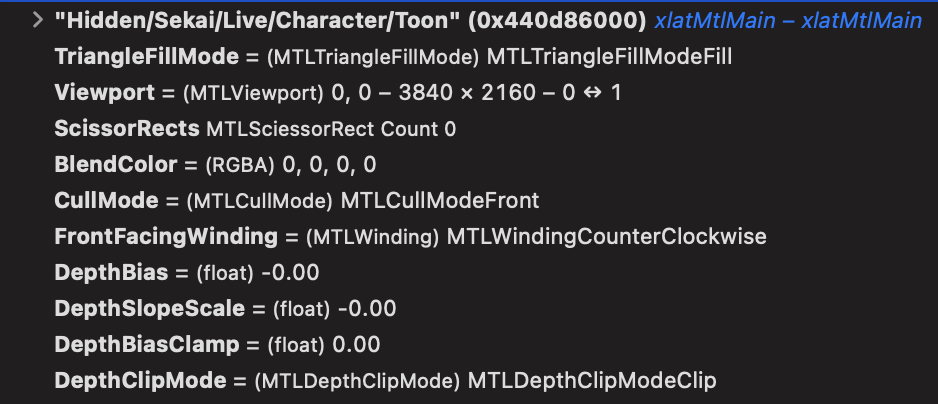 "Hidden/Sekai/Live/Character/Toon" (0x440d86000) xlatMtlMain – xlatMtlMain
TriangleFillMode = (MTLTriangleFillMode) MTLTriangleFillModeFill
Viewport = (MTLViewport) 0, 0 – 3840 × 2160 – 0 ↔ 1
ScissorRects MTLSciessorRect Count 0
BlendColor = (RGBA) 0, 0, 0, 0
CullMode = (MTLCullMode) MTLCullModeFront
FrontFacingWinding = (MTLWinding) MTLWindingCounterClockwise
DepthBias = (float) -0.00
DepthSlopeScale = (float) -0.00
DepthBiasClamp = (float) 0.00
DepthClipMode = (MTLDepthClipMode) MTLDepthClipModeClip